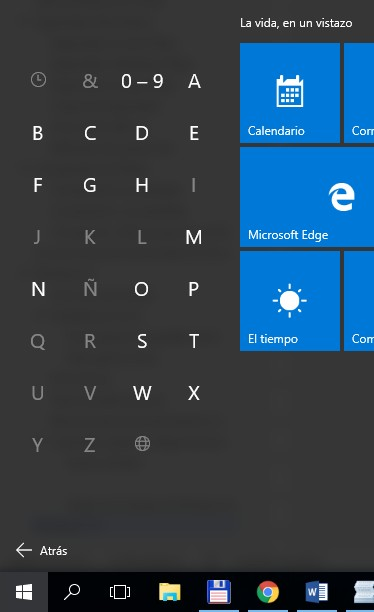 La vida, en un vistazo
& 0 – 9 A
B C D E
F G H I
J K L M
N Ñ O P
Q R S T
U V W X
Y Z
Calendario
Microsoft Edge
El tiempo
Atrás